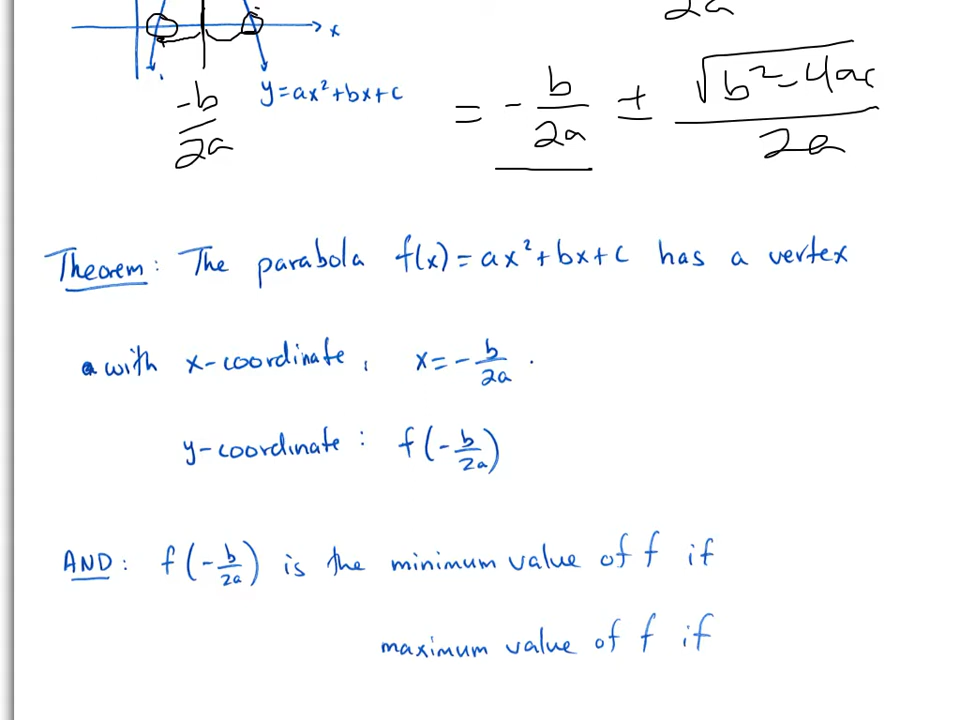 2a
x
y=ax²+bx+c
-b/2a
= - b/2a ± √b²-4ac/2a
Theorem: The parabola f(x)=ax²+bx+c has a vertex
with x-coordinate, x=-b/2a.
y-coordinate: f(-b/2a)
AND: f(-b/2a) is the minimum value of f if
maximum value of f if